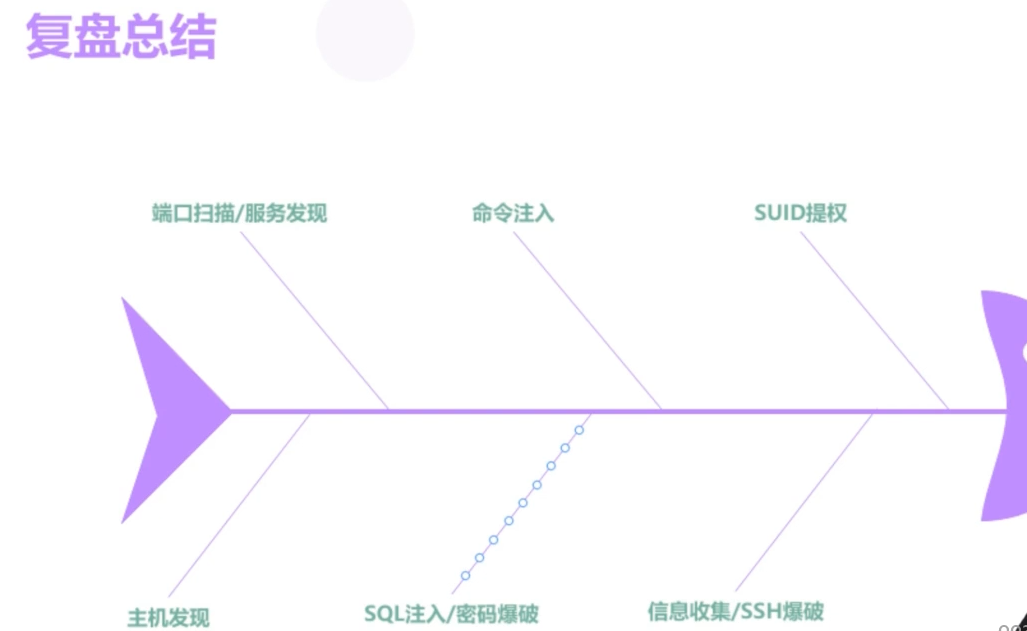 复盘总结
端口扫描/服务发现
命令注入
SUID提权
主机发现
SQL注入/密码爆破
信息收集/SSH爆破